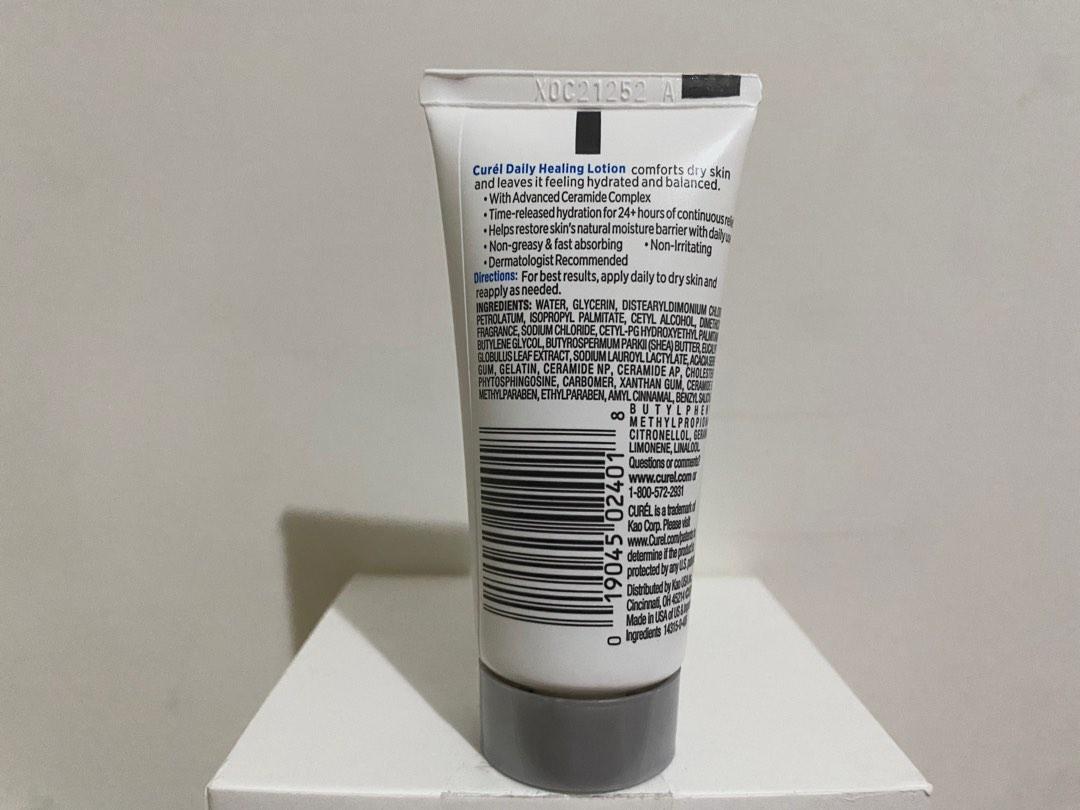 XOC21252 A
Curél Daily Healing Lotion comforts dry skin
and leaves it feeling hydrated and balanced.
• With Advanced Ceramide Complex
• Time-released hydration for 24+ hours of continuous
• Helps restore skin's natural moisture barrier with daily
• Non-greasy & fast absorbing • Non-Irritating
• Dermatologist Recommended
Directions: For best results, apply daily to dry skin and
reapply as needed.
INGREDIENTS: WATER, GLYCERIN, DISTEARYLDIMONIUM
PETROLATUM, ISOPROPYL PALMITATE, CETYL ALCOHOL,
FRAGRANCE, SODIUM CHLORIDE, CETYL-PG HYDROXYETHYL
BUTYLENE GLYCOL, BUTYROSPERMUM PARKII (SHEA) BUTTER,
GLOBULUS LEAF EXTRACT, SODIUM LAUROYL LACTYLATE,
GUM, GELATIN, CERAMIDE NP, CERAMIDE AP,
PHYTOSPHINGOSINE, CARBOMER, XANTHAN GUM, CERAMIDE
METHYLPARABEN, ETHYLPARABEN, AMYL CINNAMAL, BENZYL
CITRONELLOL,
LIMONENE, LINALOOL
Questions or comments?
www.curel.com or
1-800-572-2931
CURÉL is a trademark of
Kao Corp. Please visit
determine if the product
protected by any U.S.
Distributed by Kao USA
Cincinnati, OH 45214
Made in USA of US &
Ingredients
0 19045 02401 8